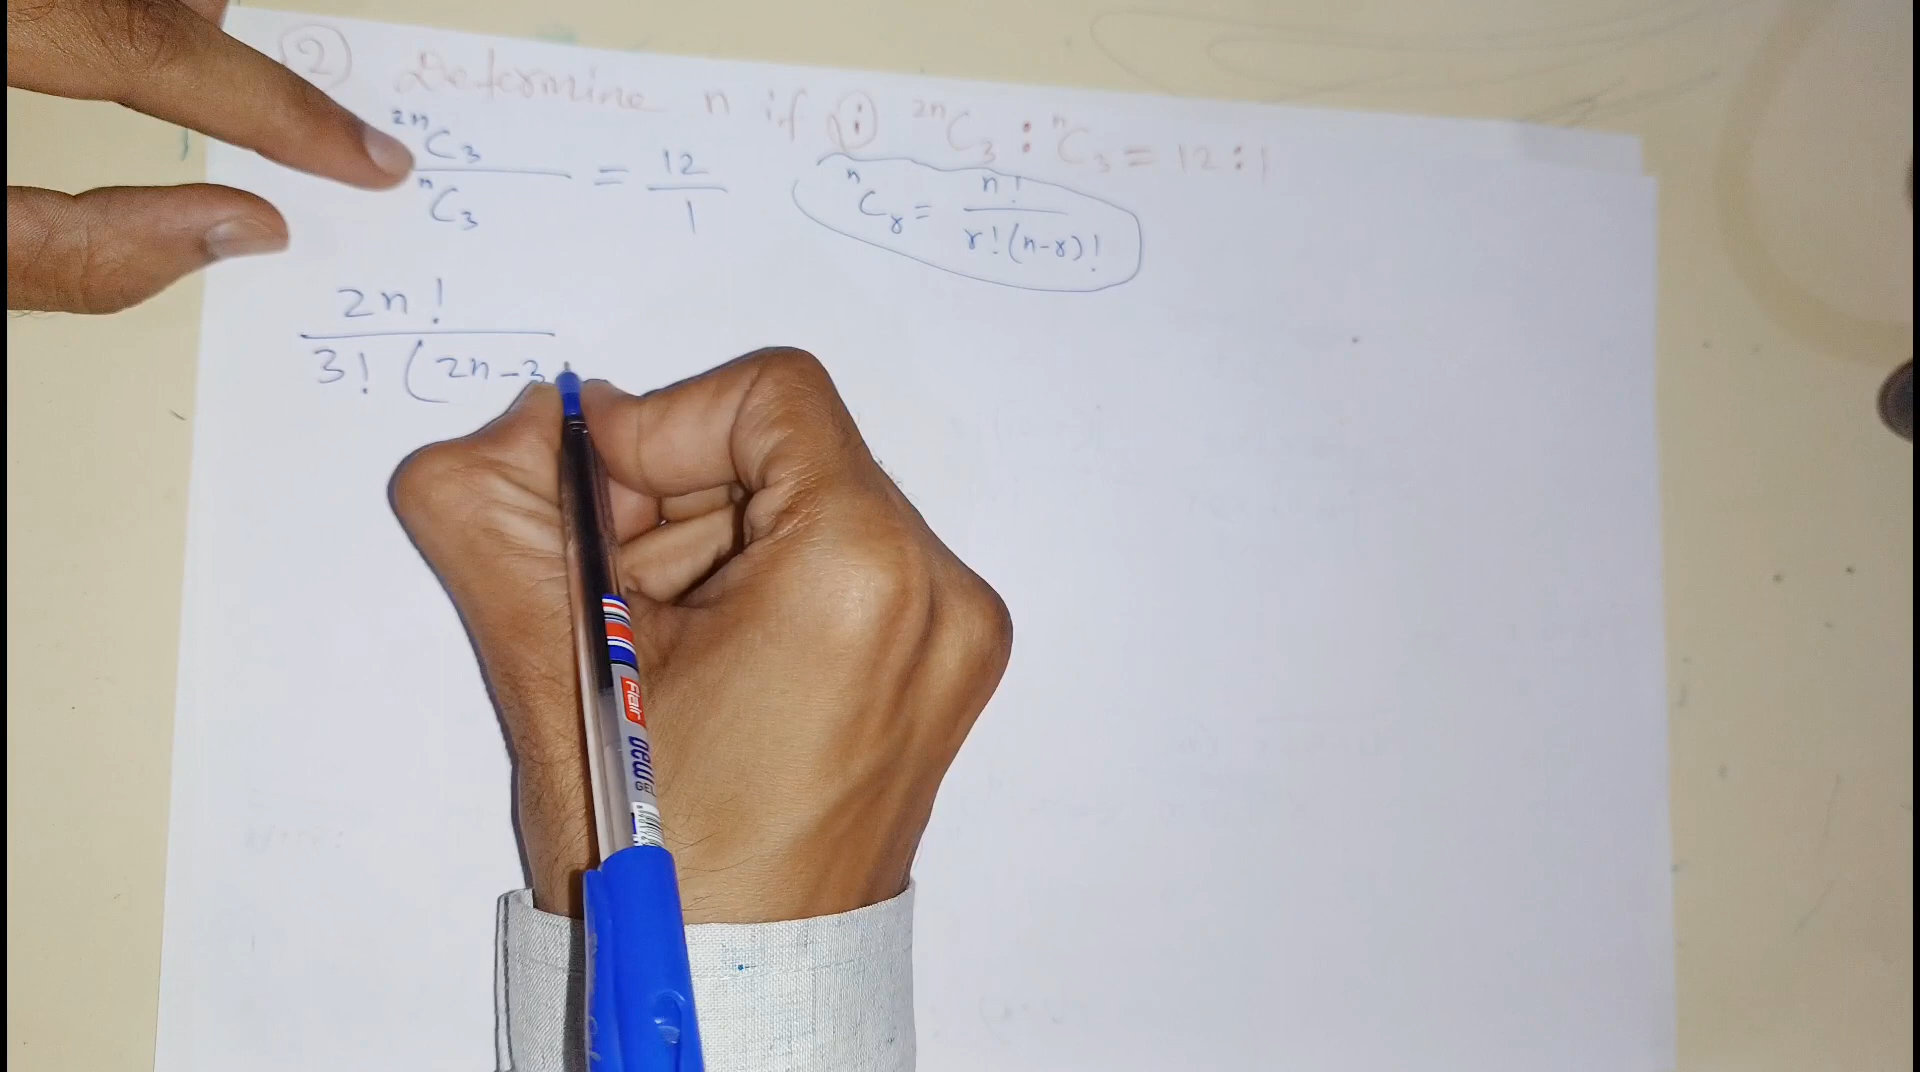 2 Determine n if (i) ²ⁿC₃ : ⁿC₃ = 12 : 1
²ⁿC₃ / ⁿC₃ = 12 / 1
ⁿCᵣ = n! / r!(n-r)!
2n! / 3! (2n-3
Flair
GEL